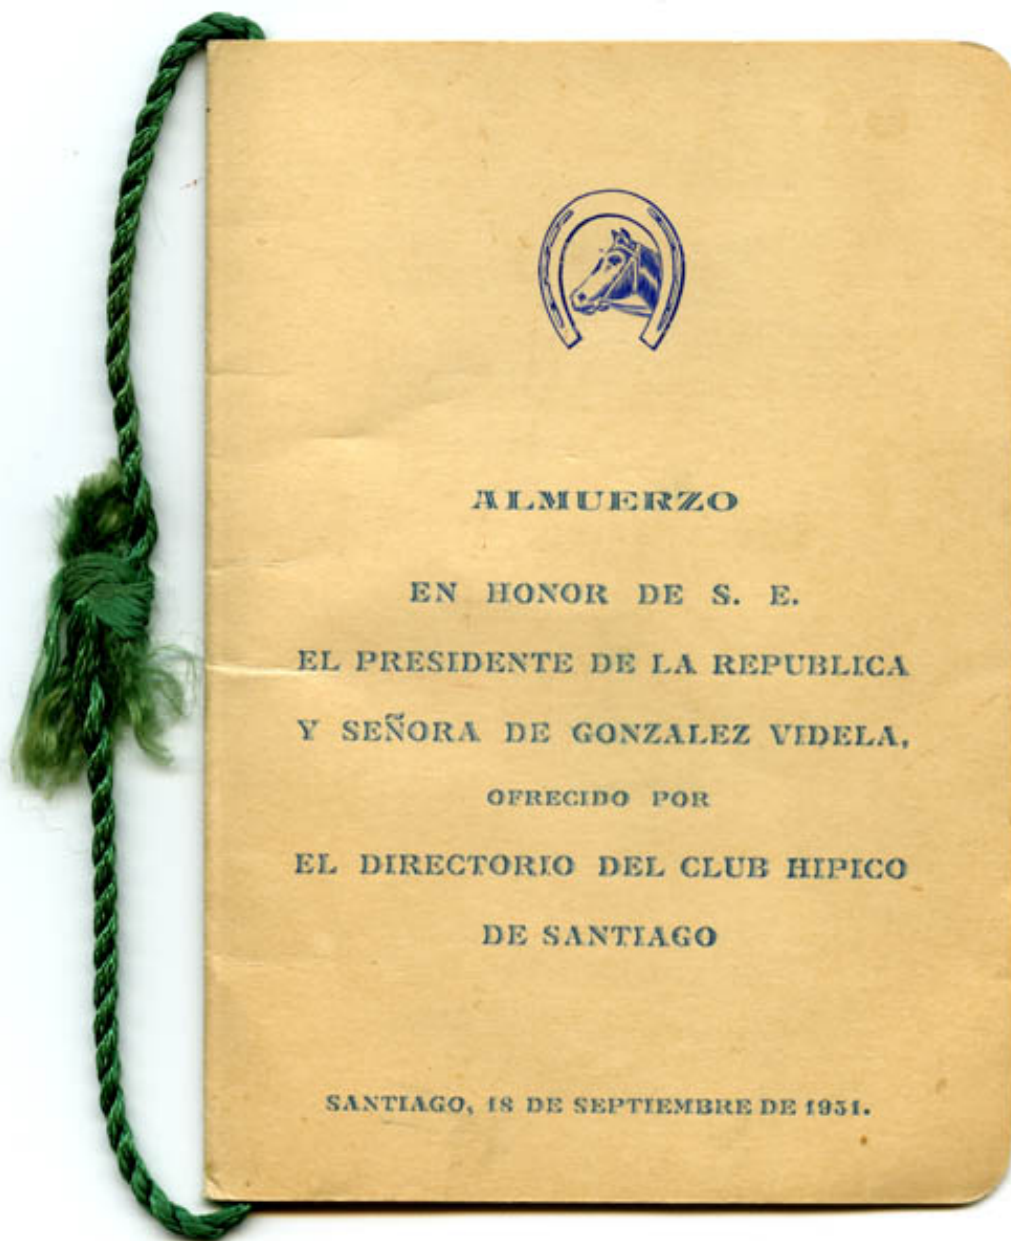 ALMUERZO
EN HONOR DE S. E.
EL PRESIDENTE DE LA REPUBLICA
Y SEÑORA DE GONZALEZ VIDELA,
OFRECIDO POR
EL DIRECTORIO DEL CLUB HIPICO
DE SANTIAGO
SANTIAGO, 18 DE SEPTIEMBRE DE 1951.